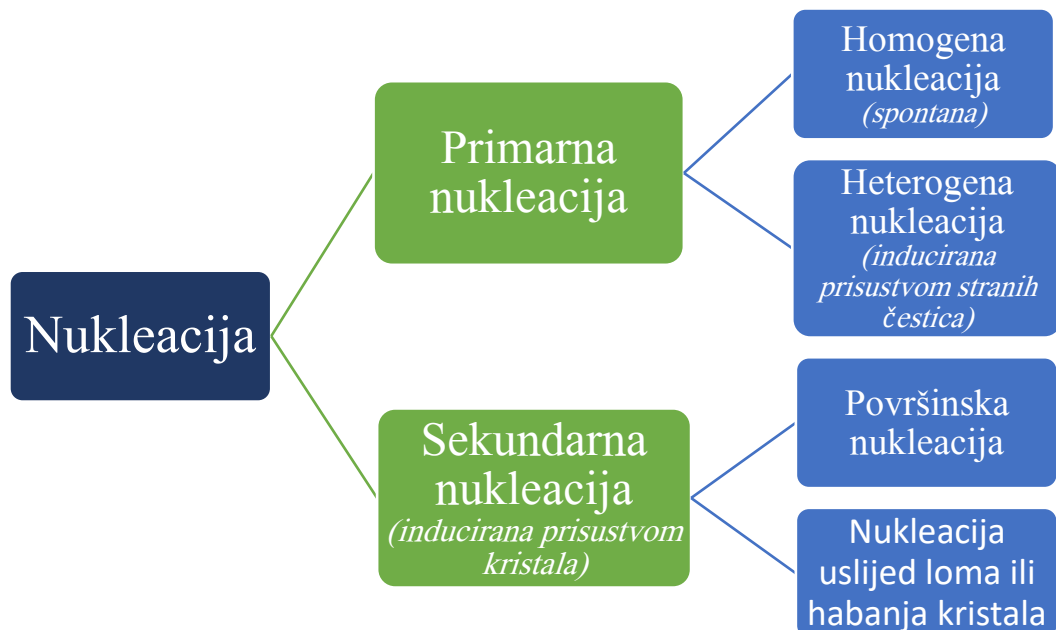 Nukleacija
Primarna
nukleacija
Homogena
nukleacija
(spontana)
Heterogena
nukleacija
(inducirana
prisustvom stranih
čestica)
Sekundarna
nukleacija
(inducirana prisustvom
kristala)
Površinska
nukleacija
Nukleacija
uslijed loma ili
habanja kristala